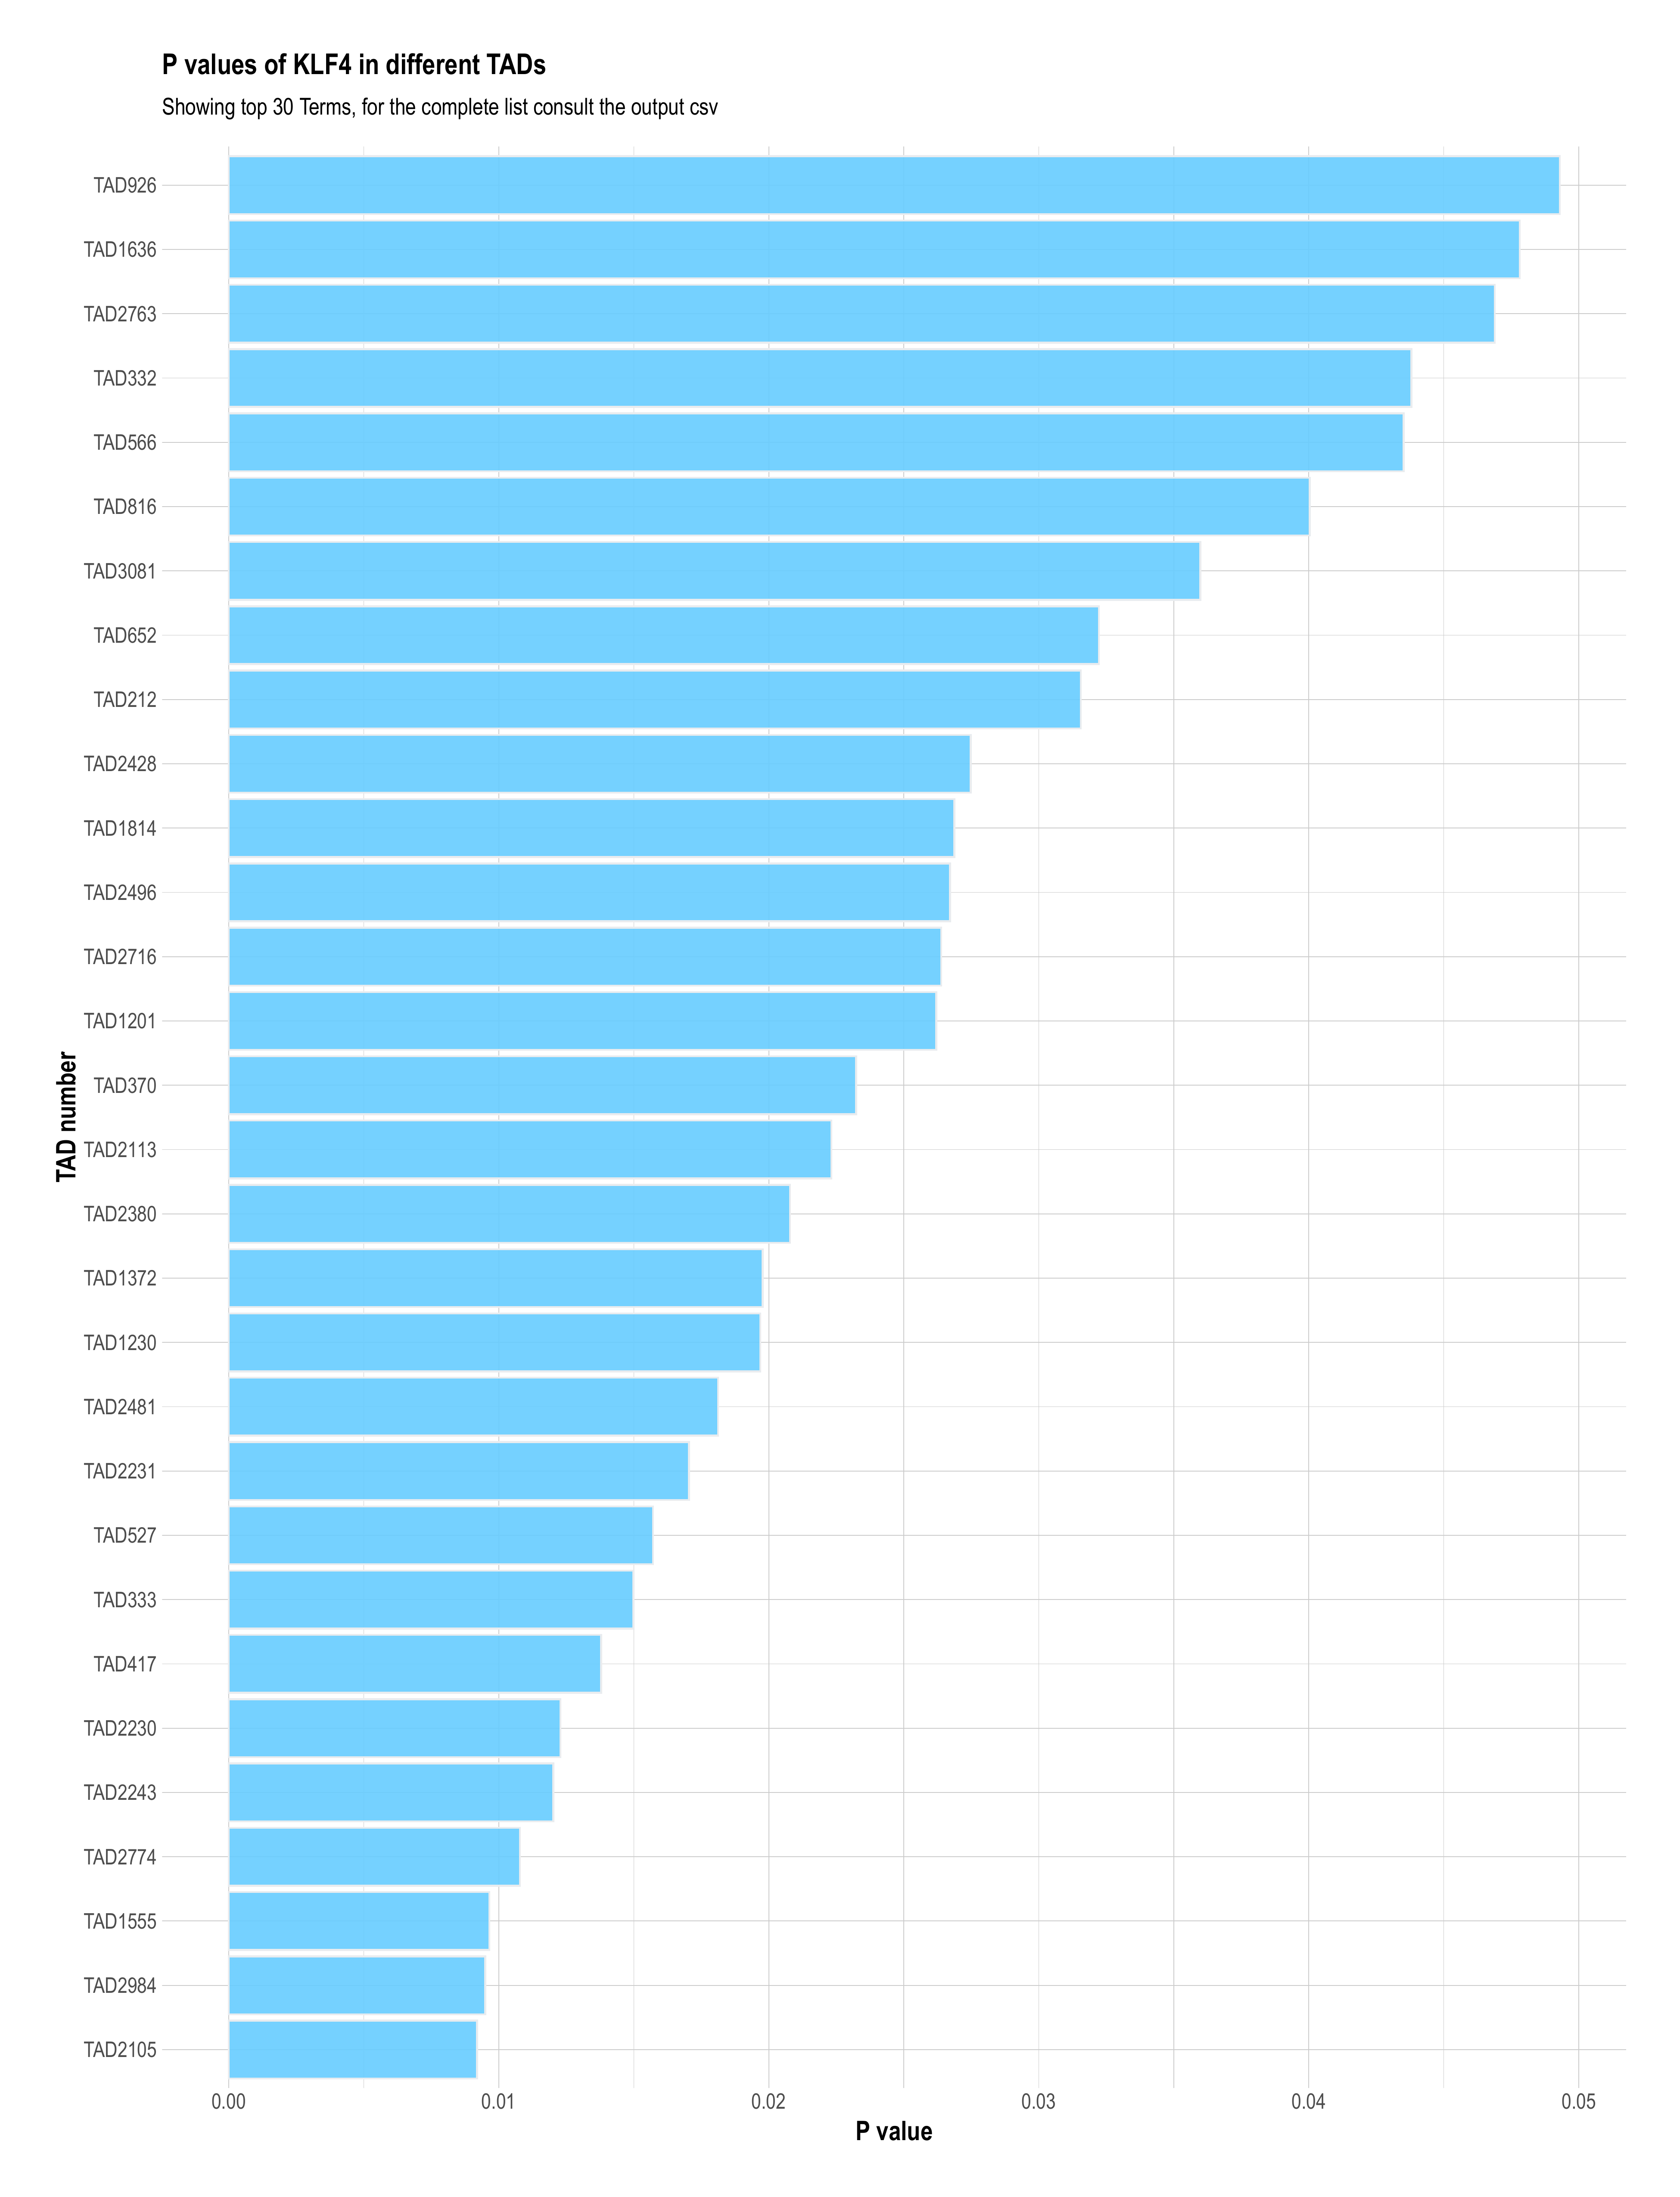 P values of KLF4 in different TADs
Showing top 30 Terms, for the complete list consult the output csv
TAD number
TAD926
TAD1636
TAD2763
TAD332
TAD566
TAD816
TAD3081
TAD652
TAD212
TAD2428
TAD1814
TAD2496
TAD2716
TAD1201
TAD370
TAD2113
TAD2380
TAD1372
TAD1230
TAD2481
TAD2231
TAD527
TAD333
TAD417
TAD2230
TAD2243
TAD2774
TAD1555
TAD2984
TAD2105
0.00 0.01 0.02 0.03 0.04 0.05
P value